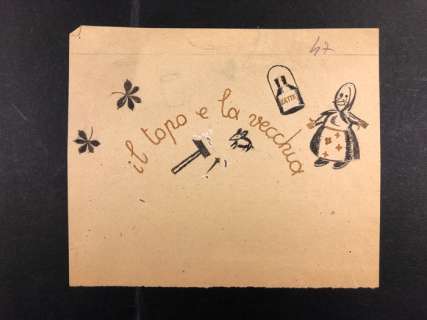 47
LATTE
il topo e la vecchia